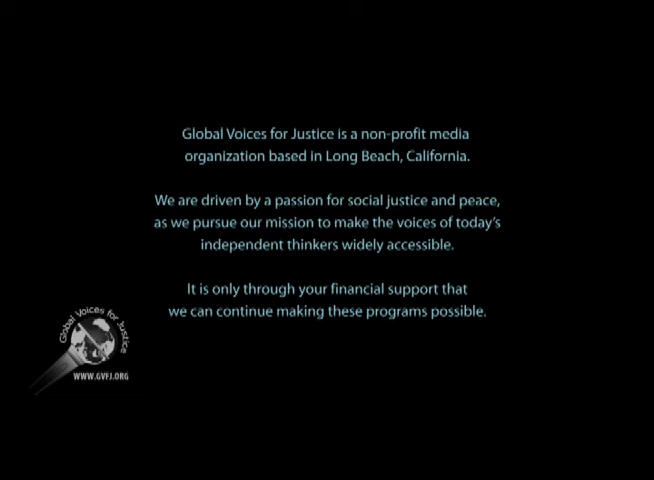 Global Voices for Justice is a non-profit media
organization based in Long Beach, California.
We are driven by a passion for social justice and peace,
as we pursue our mission to make the voices of today's
independent thinkers widely accessible.
It is only through your financial support that
we can continue making these programs possible.
Global Voices for Justice
WWW.GVFJ.ORG